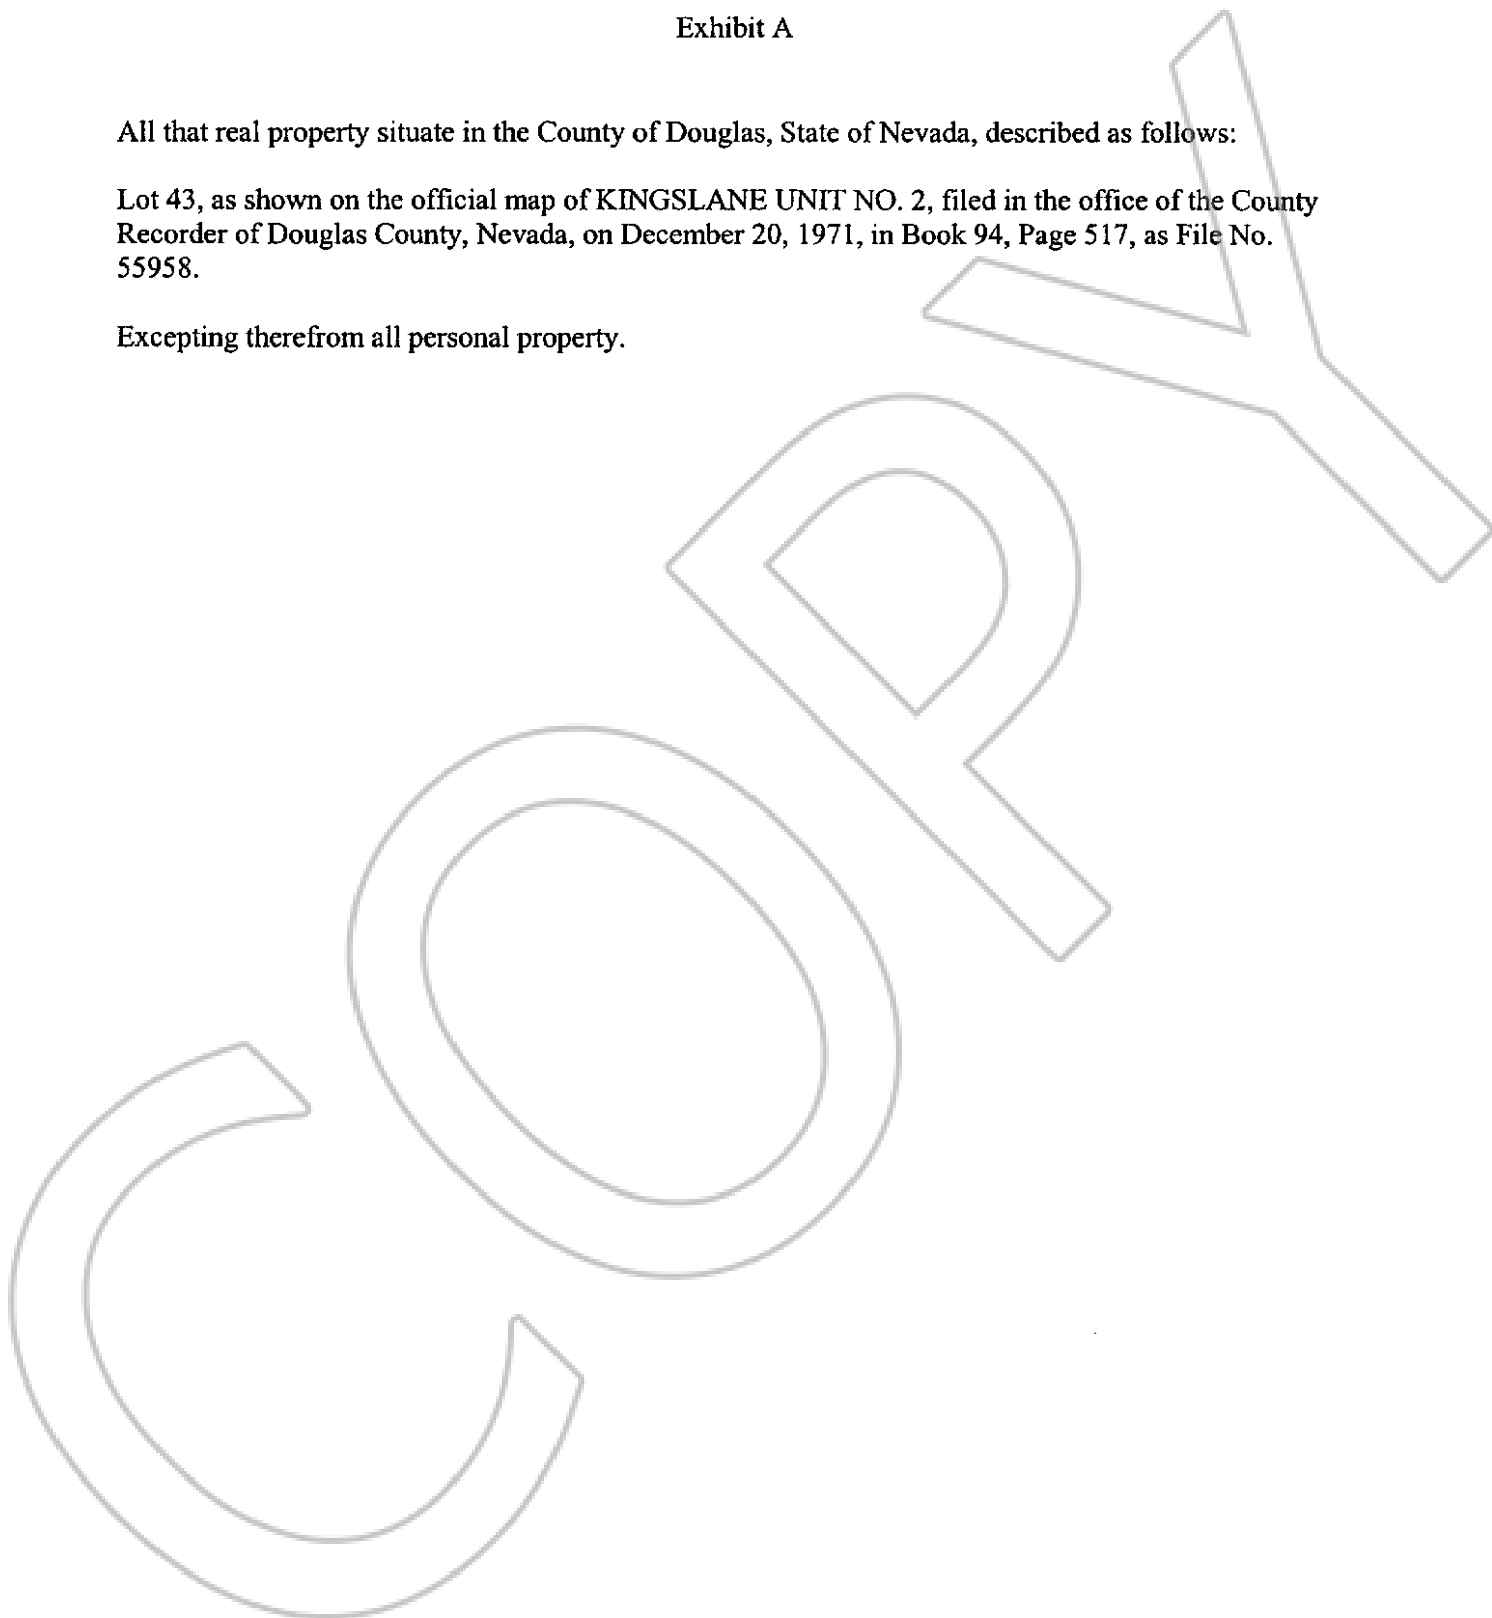 Exhibit A
All that real property situate in the County of Douglas, State of Nevada, described as follows:
Lot 43, as shown on the official map of KINGSLANE UNIT NO. 2, filed in the office of the County
Recorder of Douglas County, Nevada, on December 20, 1971, in Book 94, Page 517, as File No.
55958.
Excepting therefrom all personal property.
COPY